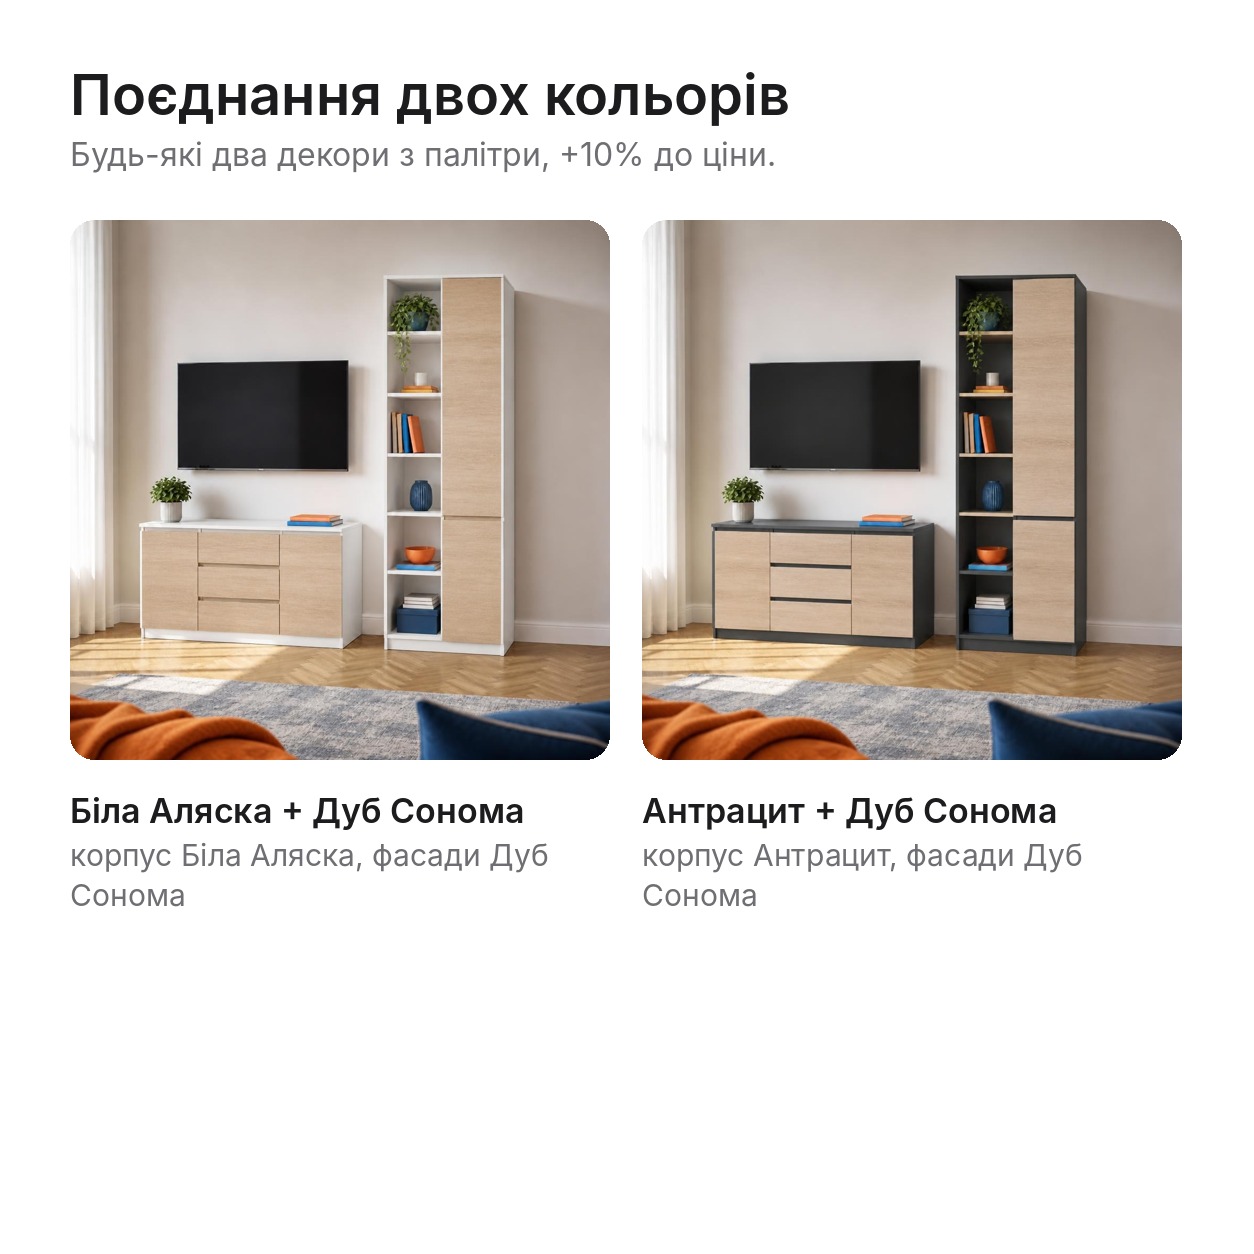 Поєднання двох кольорів
Будь-які два декори з палітри, +10% до ціни.
Біла Аляска + Дуб Сонома
корпус Біла Аляска, фасади Дуб
Сонома
Антрацит + Дуб Сонома
корпус Антрацит, фасади Дуб
Сонома